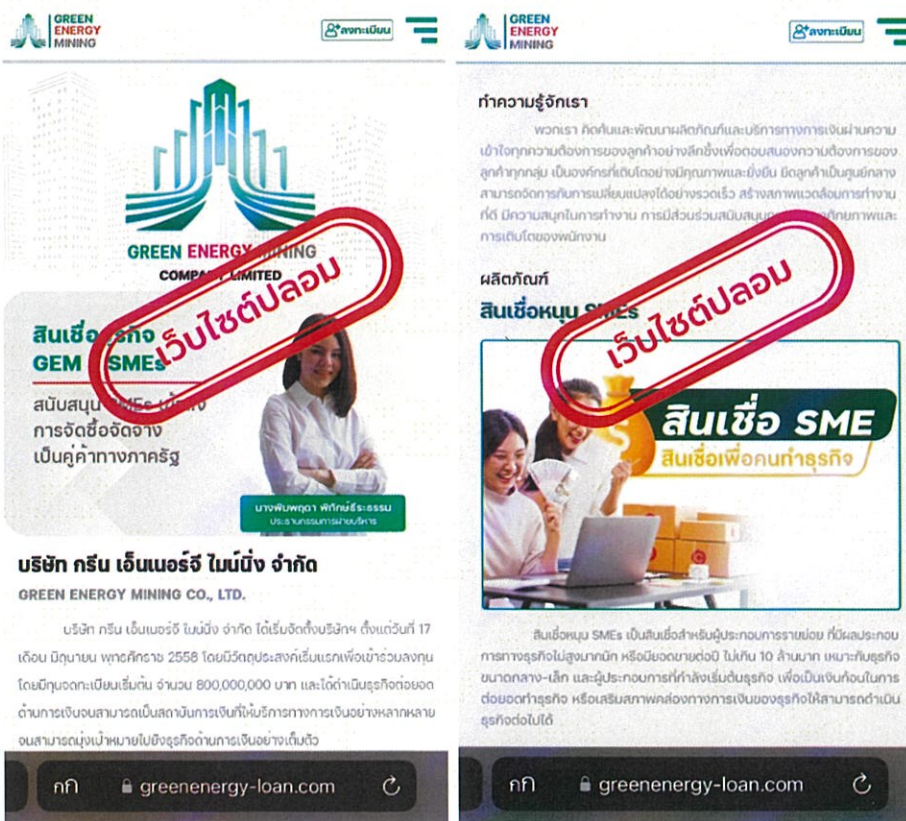 GREEN
ENERGY
MINING
ลงทะเบียน
GREEN ENERGY MINING
COMPANY LIMITED
เว็บไซต์ปลอม
สินเชื่อธุรกิจ
GEM SMEs
สนับสนุน SMEs
การจัดซื้อจัดจ้าง
เป็นคู่ค้าทางภาครัฐ
นางพิมพฤดา พิทักษ์ธีระธรรม
ประธานกรรมการฝ่ายบริหาร
บริษัท กรีน เอ็นเนอร์จี ไมน์นิ่ง จำกัด
GREEN ENERGY MINING CO., LTD.
บริษัท กรีน เอ็นเนอร์จี ไมน์นิ่ง จำกัด ได้เริ่มจัดตั้งบริษัทฯ ตั้งแต่วันที่ 17
เดือน มิถุนายน พุทธศักราช 2558 โดยมีวัตถุประสงค์เริ่มแรกเพื่อเข้าร่วมลงทุน
โดยมีทุนจดทะเบียนเริ่มต้น จำนวน 800,000,000 บาท และได้ดำเนินธุรกิจต่อยอด
ด้านการเงินจนสามารถเป็นสถาบันการเงินที่ให้บริการทางการเงินอย่างหลากหลาย
จนสามารถมุ่งเป้าหมายไปยังธุรกิจด้านการเงินอย่างเต็มตัว
กก greenenergy-loan.com
GREEN
ENERGY
MINING
ลงทะเบียน
ทำความรู้จักเรา
พวกเรา คิดค้นและพัฒนาผลิตภัณฑ์และบริการทางการเงินผ่านความ
เข้าใจทุกความต้องการของลูกค้าอย่างลึกซึ้งเพื่อตอบสนองความต้องการของ
ลูกค้าทุกกลุ่ม เป็นองค์กรที่เติบโตอย่างมีคุณภาพและยั่งยืน ยึดลูกค้าเป็นศูนย์กลาง
สามารถจัดการกับการเปลี่ยนแปลงได้อย่างรวดเร็ว สร้างสภาพแวดล้อมการทำงาน
ที่ดี มีความสุขในการทำงาน การมีส่วนร่วมสนับสนุน ศักยภาพและ
การเติบโตของพนักงาน
ผลิตภัณฑ์
สินเชื่อหนุน SMEs
เว็บไซต์ปลอม
สินเชื่อ SME
สินเชื่อเพื่อคนทำธุรกิจ
สินเชื่อหนุน SMEs เป็นสินเชื่อสำหรับผู้ประกอบการรายย่อย ที่มีผลประกอบ
การทางธุรกิจไม่สูงมากนัก หรือมียอดขายต่อปี ไม่เกิน 10 ล้านบาท เหมาะกับธุรกิจ
ขนาดกลาง-เล็ก และผู้ประกอบการที่กำลังเริ่มต้นธุรกิจ เพื่อเป็นเงินก้อนในการ
ต่อยอดทำธุรกิจ หรือเสริมสภาพคล่องทางการเงินของธุรกิจให้สามารถดำเนิน
ธุรกิจต่อไปได้
กก greenenergy-loan.com